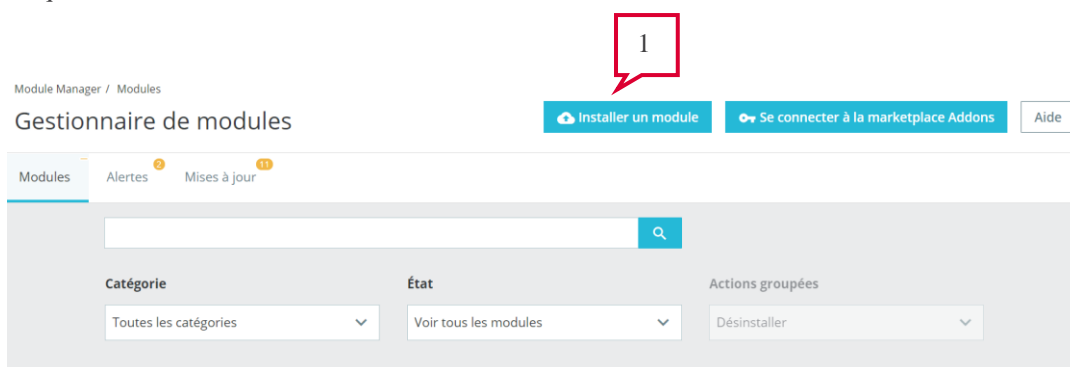 1
Module Manager / Modules
Gestionnaire de modules
Installer un module
Se connecter à la marketplace Addons
Aide
Modules
Alertes 2
Mises à jour 11
Catégorie
État
Actions groupées
Toutes les catégories
Voir tous les modules
Désinstaller